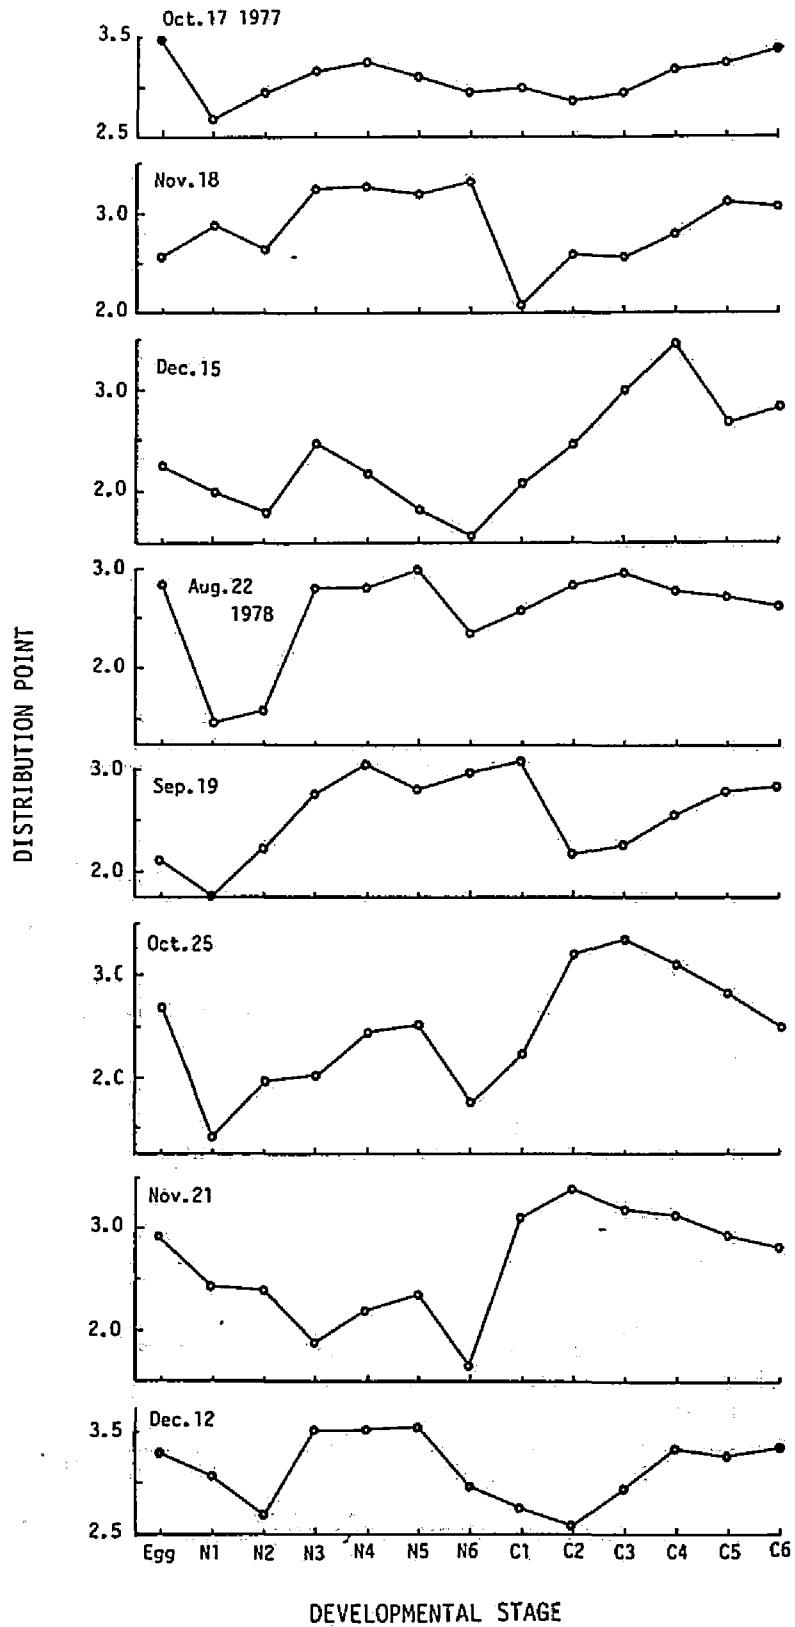 Oct.17 1977
3.5
2.5
Nov.18
3.0
2.0
Dec.15
3.0
2.0
3.0
Aug.22
1978
2.0
3.0
Sep.19
2.0
Oct.25
3.0
2.0
Nov.21
3.0
2.0
Dec.12
3.5
2.5
Egg N1 N2 N3 N4 N5 N6 C1 C2 C3 C4 C5 C6
DISTRIBUTION POINT
DEVELOPMENTAL STAGE